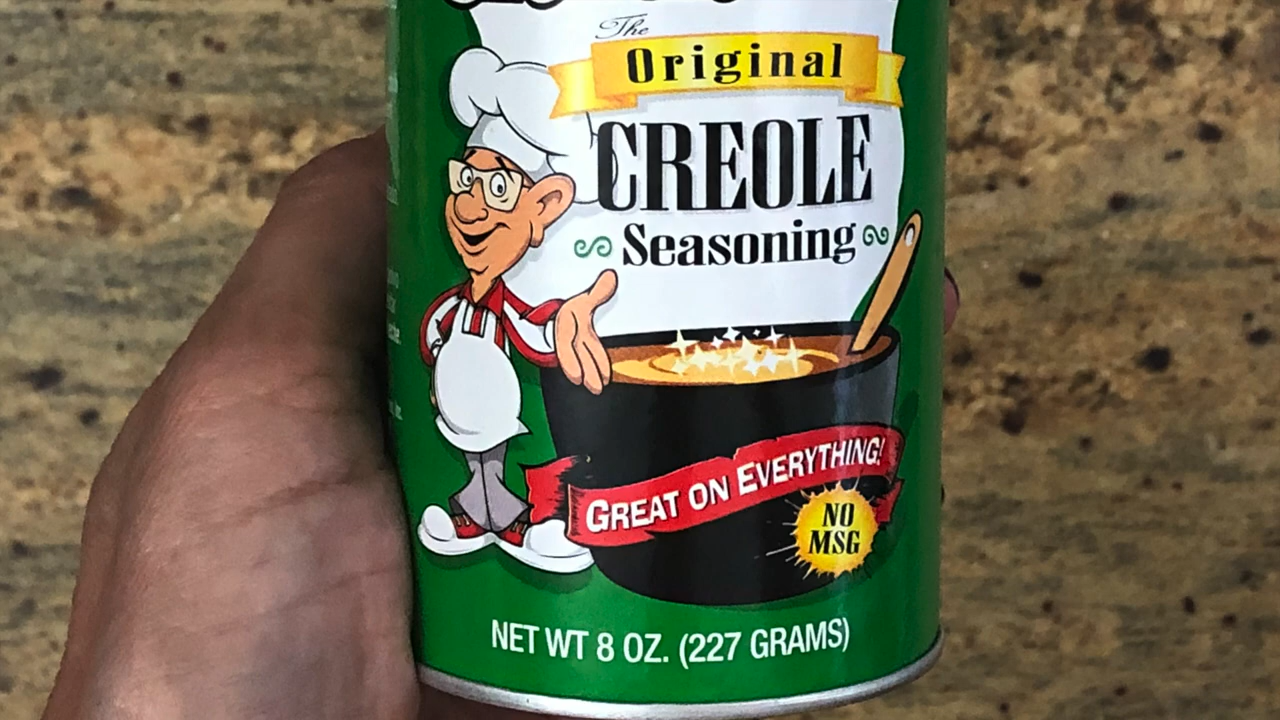 The
Original
CREOLE
Seasoning
GREAT ON EVERYTHING!
NO
MSG
NET WT 8 OZ. (227 GRAMS)